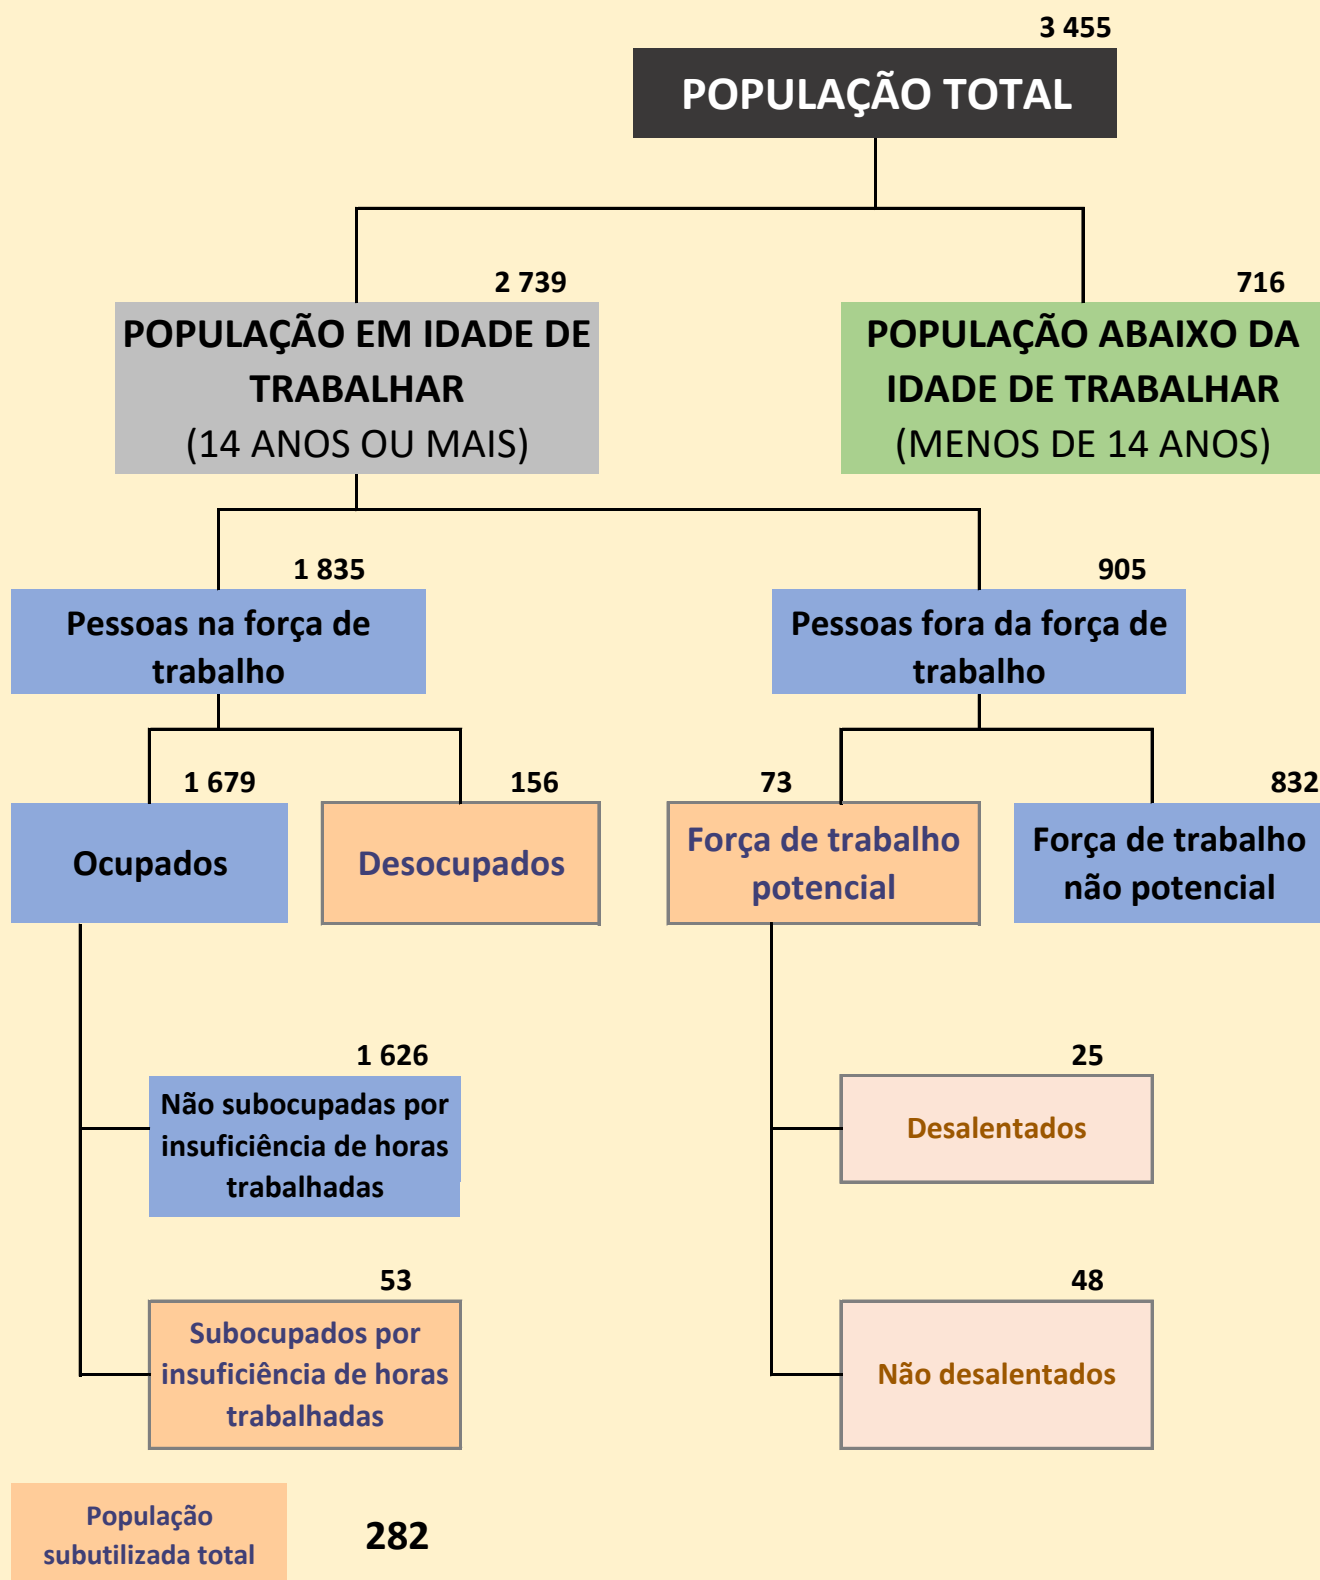 3 455
POPULAÇÃO TOTAL
2 739
POPULAÇÃO EM IDADE DE
TRABALHAR
(14 ANOS OU MAIS)
716
POPULAÇÃO ABAIXO DA
IDADE DE TRABALHAR
(MENOS DE 14 ANOS)
1 835
Pessoas na força de
trabalho
905
Pessoas fora da força de
trabalho
1 679
Ocupados
156
Desocupados
73
Força de trabalho
potencial
832
Força de trabalho
não potencial
1 626
Não subocupadas por
insuficiência de horas
trabalhadas
25
Desalentados
53
Subocupados por
insuficiência de horas
trabalhadas
48
Não desalentados
População
subutilizada total
282